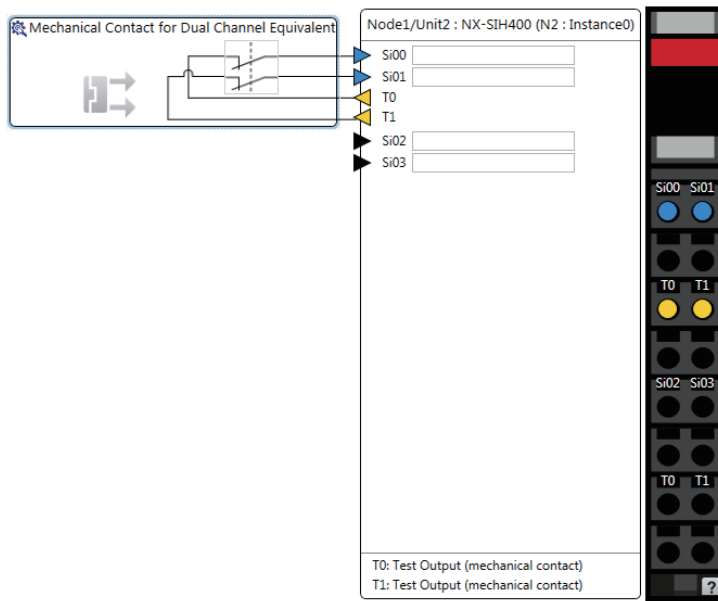 Mechanical Contact for Dual Channel Equivalent
Node1/Unit2 : NX-SIH400 (N2 : Instance0)
Si00
Si01
T0
T1
Si02
Si03
T0: Test Output (mechanical contact)
T1: Test Output (mechanical contact)
Si00 Si01
T0 T1
Si02 Si03
T0 T1
?